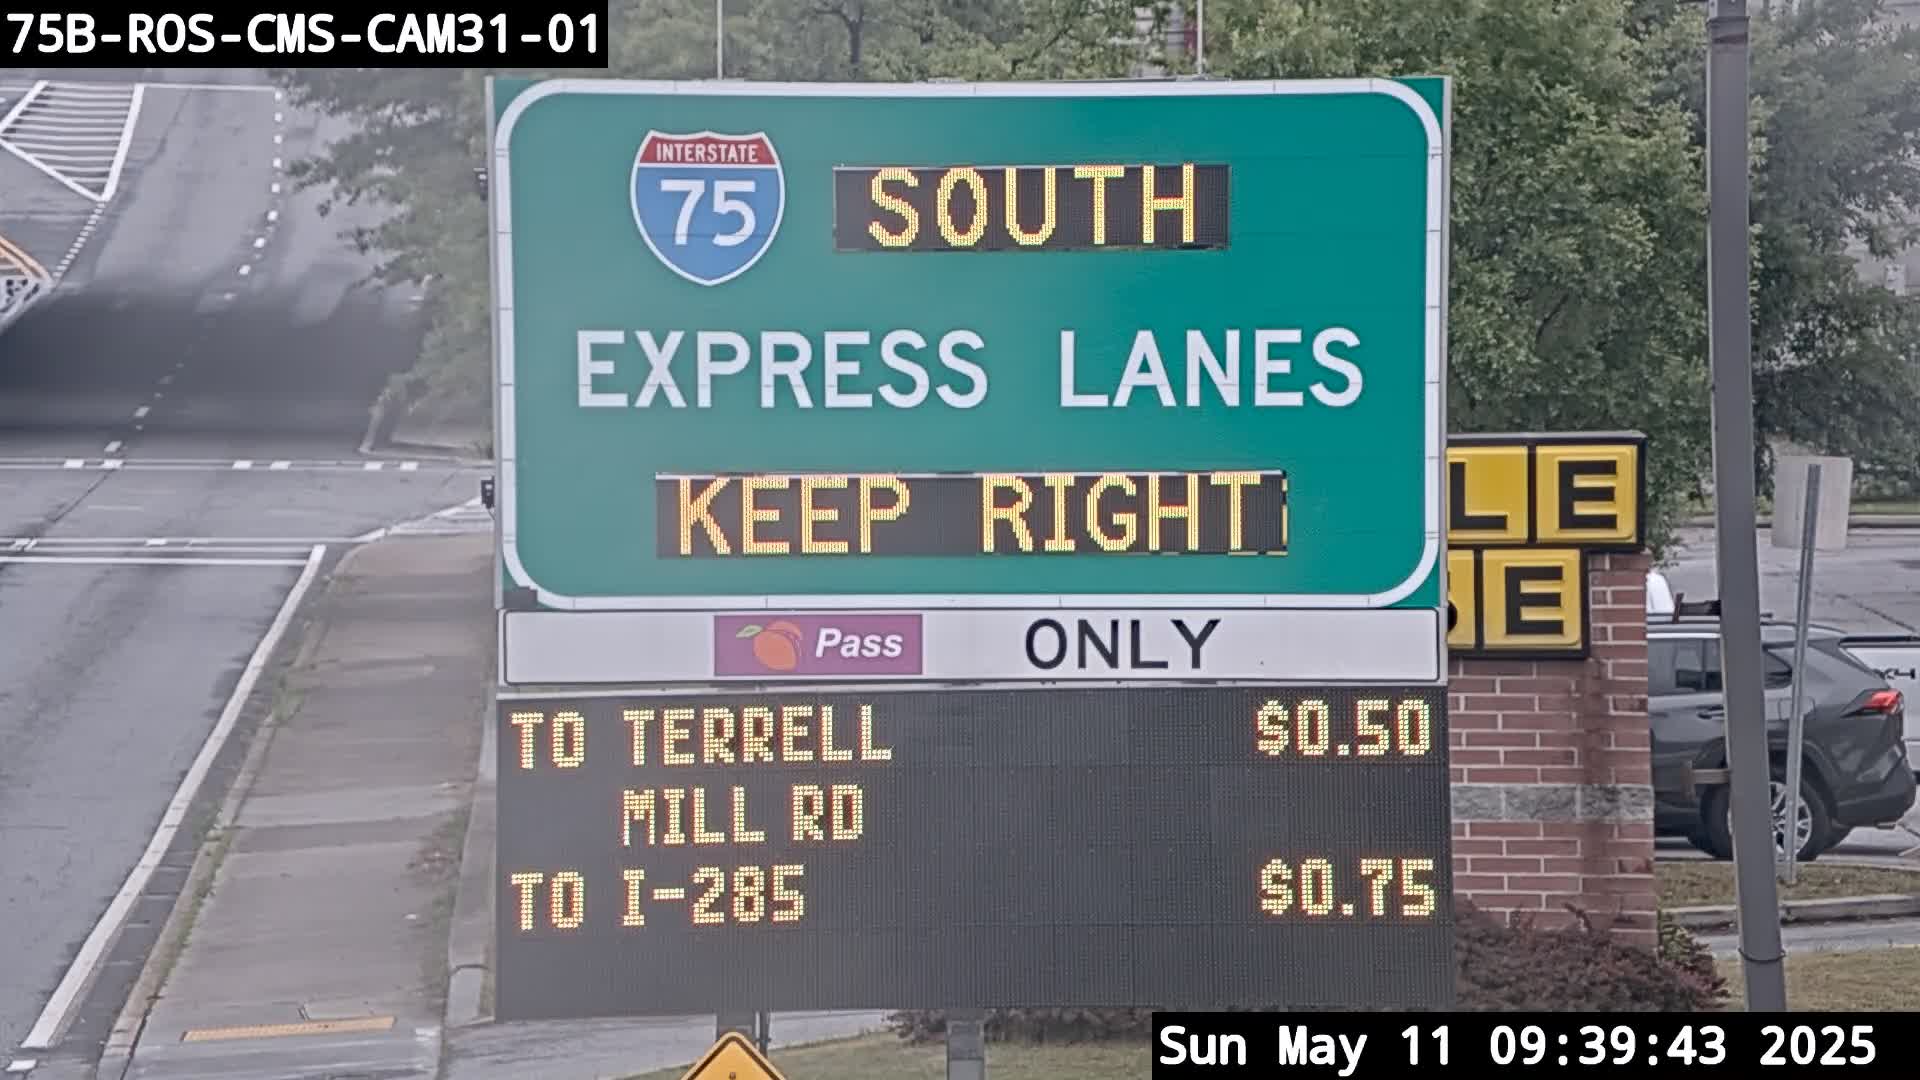 75B-ROS-CMS-CAM31-01
INTERSTATE
75
SOUTH
EXPRESS LANES
KEEP RIGHT
Pass ONLY
TO TERRELL $0.50
MILL RD
TO I-285 $0.75
LE
E
Sun May 11 09:39:43 2025